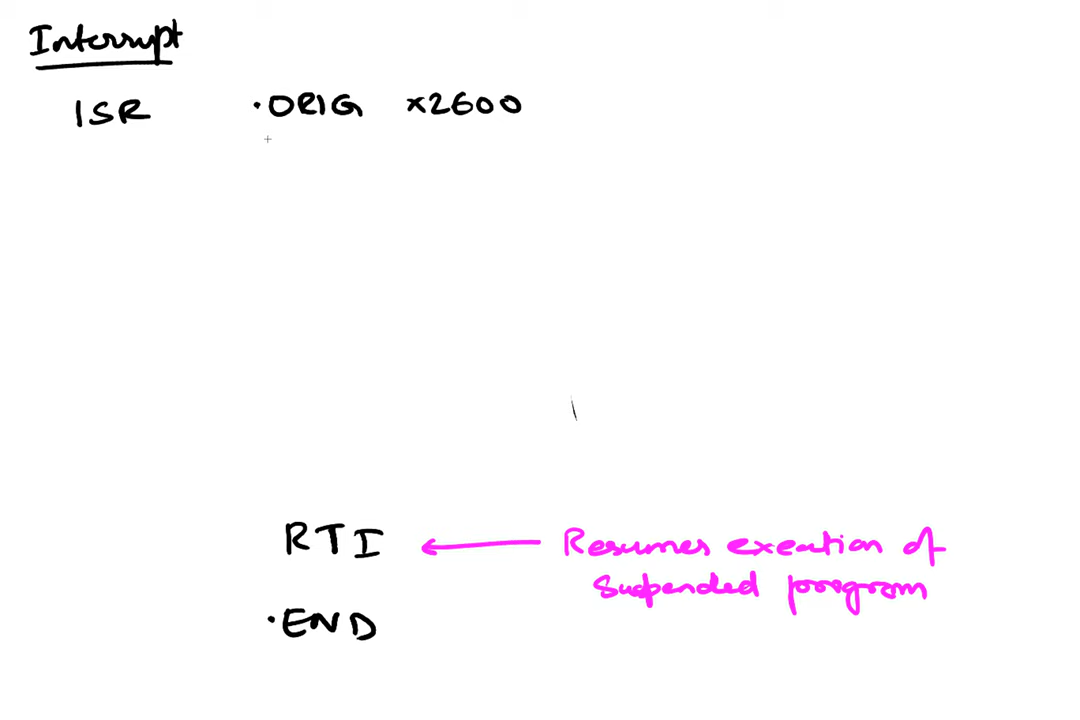 Interrupt
ISR .ORIG x2600
RTI ← Resumes execution of
suspended program
.END